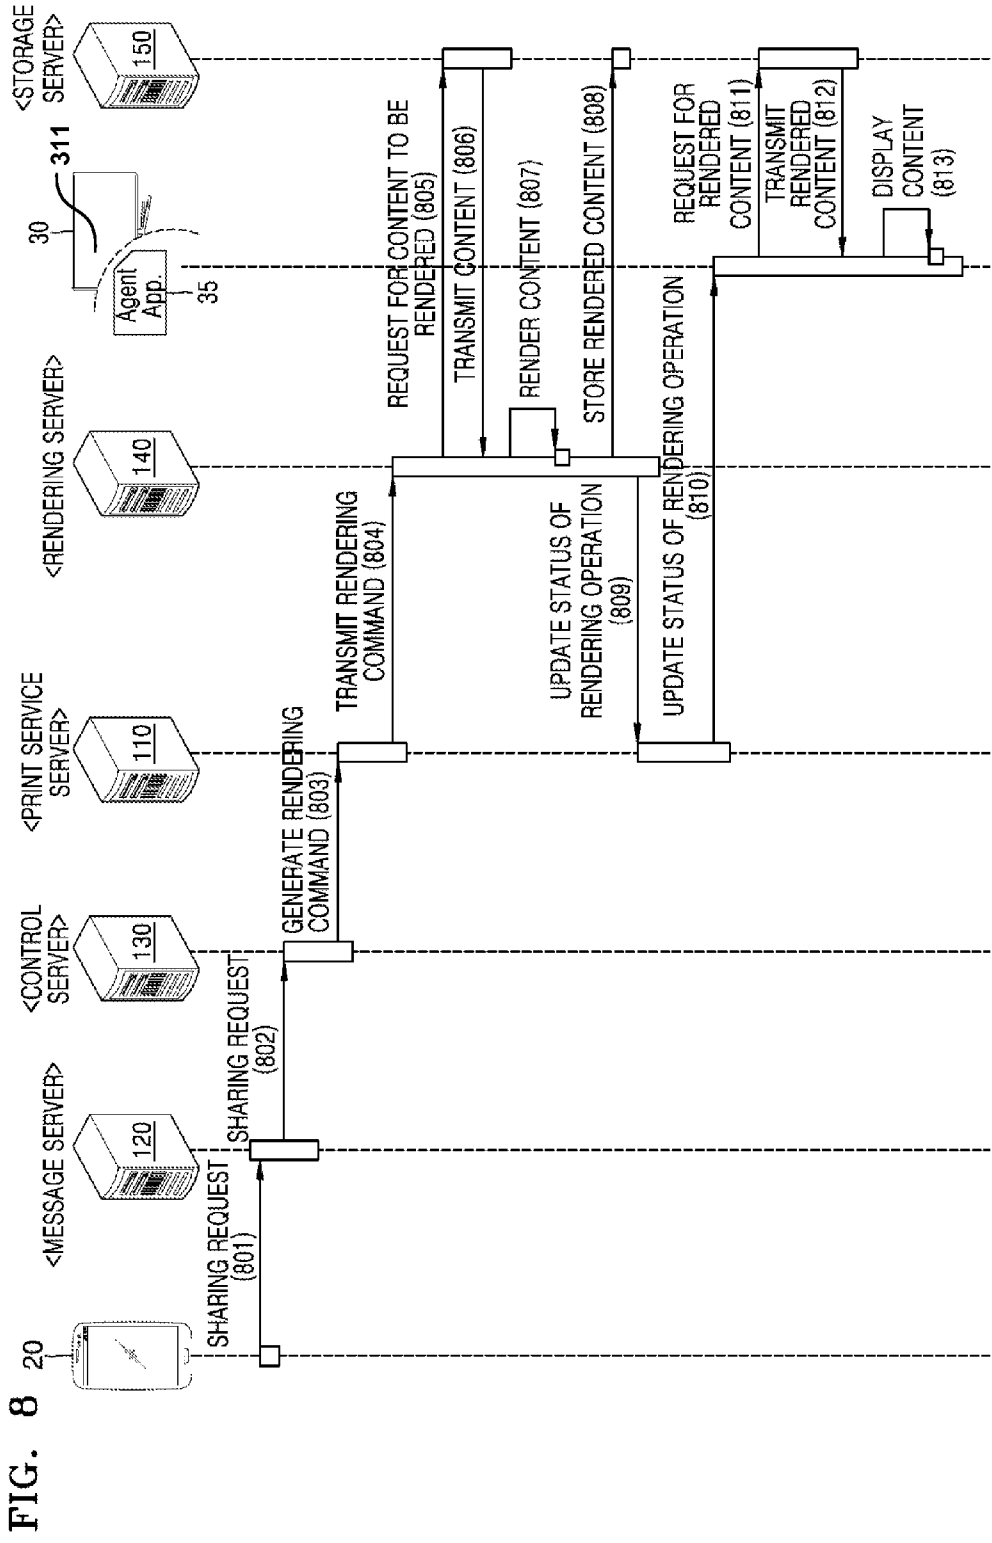 FIG. 8
20
<MESSAGE SERVER>
120
<CONTROL
SERVER>
130
<PRINT SERVICE
SERVER>
110
<RENDERING SERVER>
140
30
311
Agent
App.
35
<STORAGE
SERVER>
150
SHARING REQUEST
(801)
SHARING REQUEST
(802)
GENERATE RENDERING
COMMAND (803)
TRANSMIT RENDERING
COMMAND (804)
REQUEST FOR CONTENT TO BE
RENDERED (805)
TRANSMIT CONTENT (806)
RENDER CONTENT (807)
STORE RENDERED CONTENT (808)
UPDATE STATUS OF
RENDERING OPERATION
(809)
UPDATE STATUS OF RENDERING OPERATION
(810)
REQUEST FOR
RENDERED
CONTENT (811)
TRANSMIT
RENDERED
CONTENT (812)
DISPLAY
CONTENT
(813)